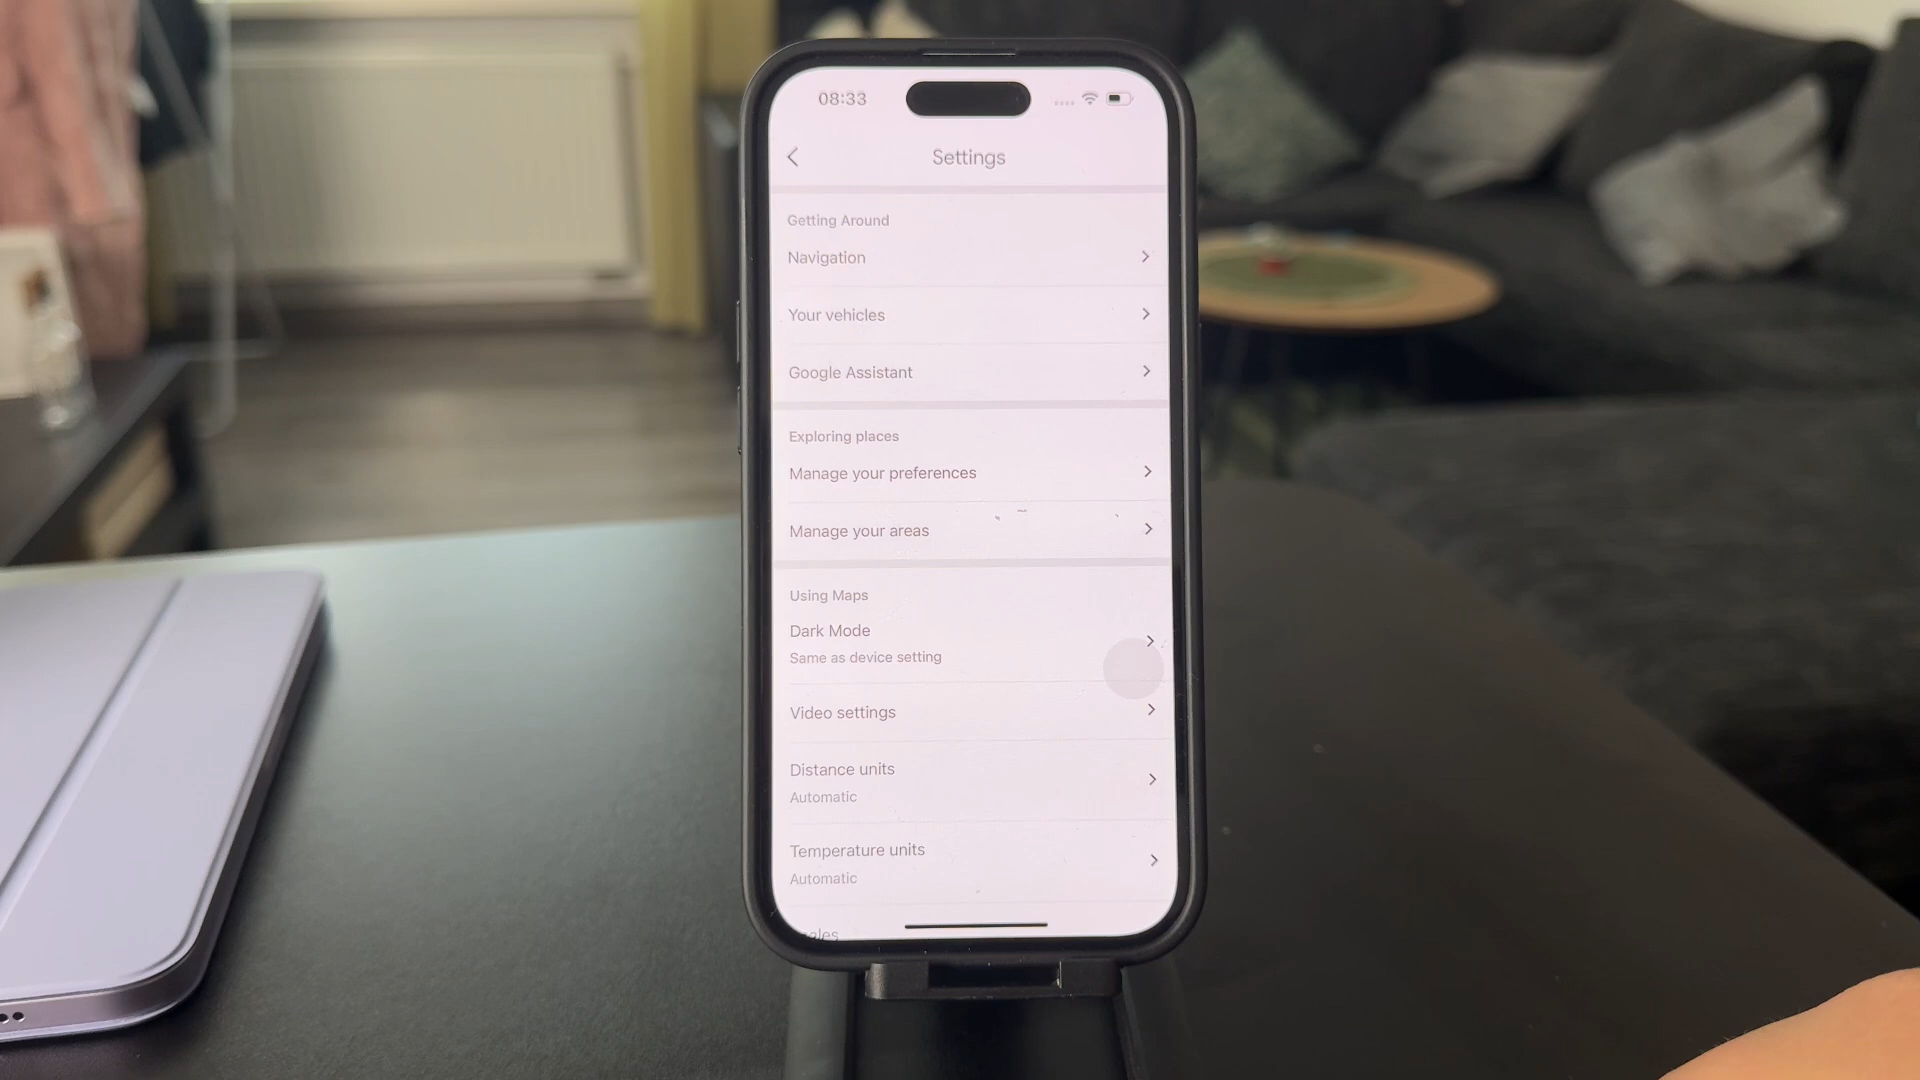 08:33
Settings
Getting Around
Navigation
Your vehicles
Google Assistant
Exploring places
Manage your preferences
Manage your areas
Using Maps
Dark Mode
Same as device setting
Video settings
Distance units
Automatic
Temperature units
Automatic